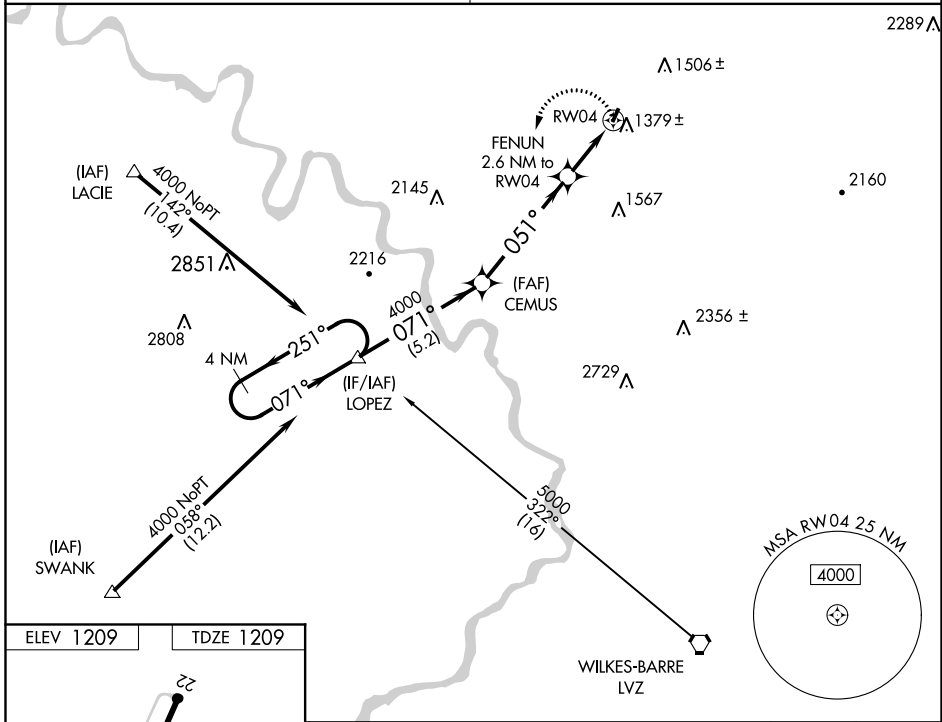 2289
1506 ±
RW04
1379±
FENUN
2.6 NM to
RW04
(IAF)
LACIE
4000 NoPT
142°
(10.4)
2145
1567
2160
051°
2851
2216
(FAF)
CEMUS
4000
071°
(5.2)
2808
2356 ±
4 NM
251°
071°
(IF/IAF)
LOPEZ
2729
4000 NoPT
058°
(12.2)
5000
322°
(16)
(IAF)
SWANK
MSA RW04 25 NM
4000
ELEV 1209
TDZE 1209
WILKES-BARRE
LVZ
22